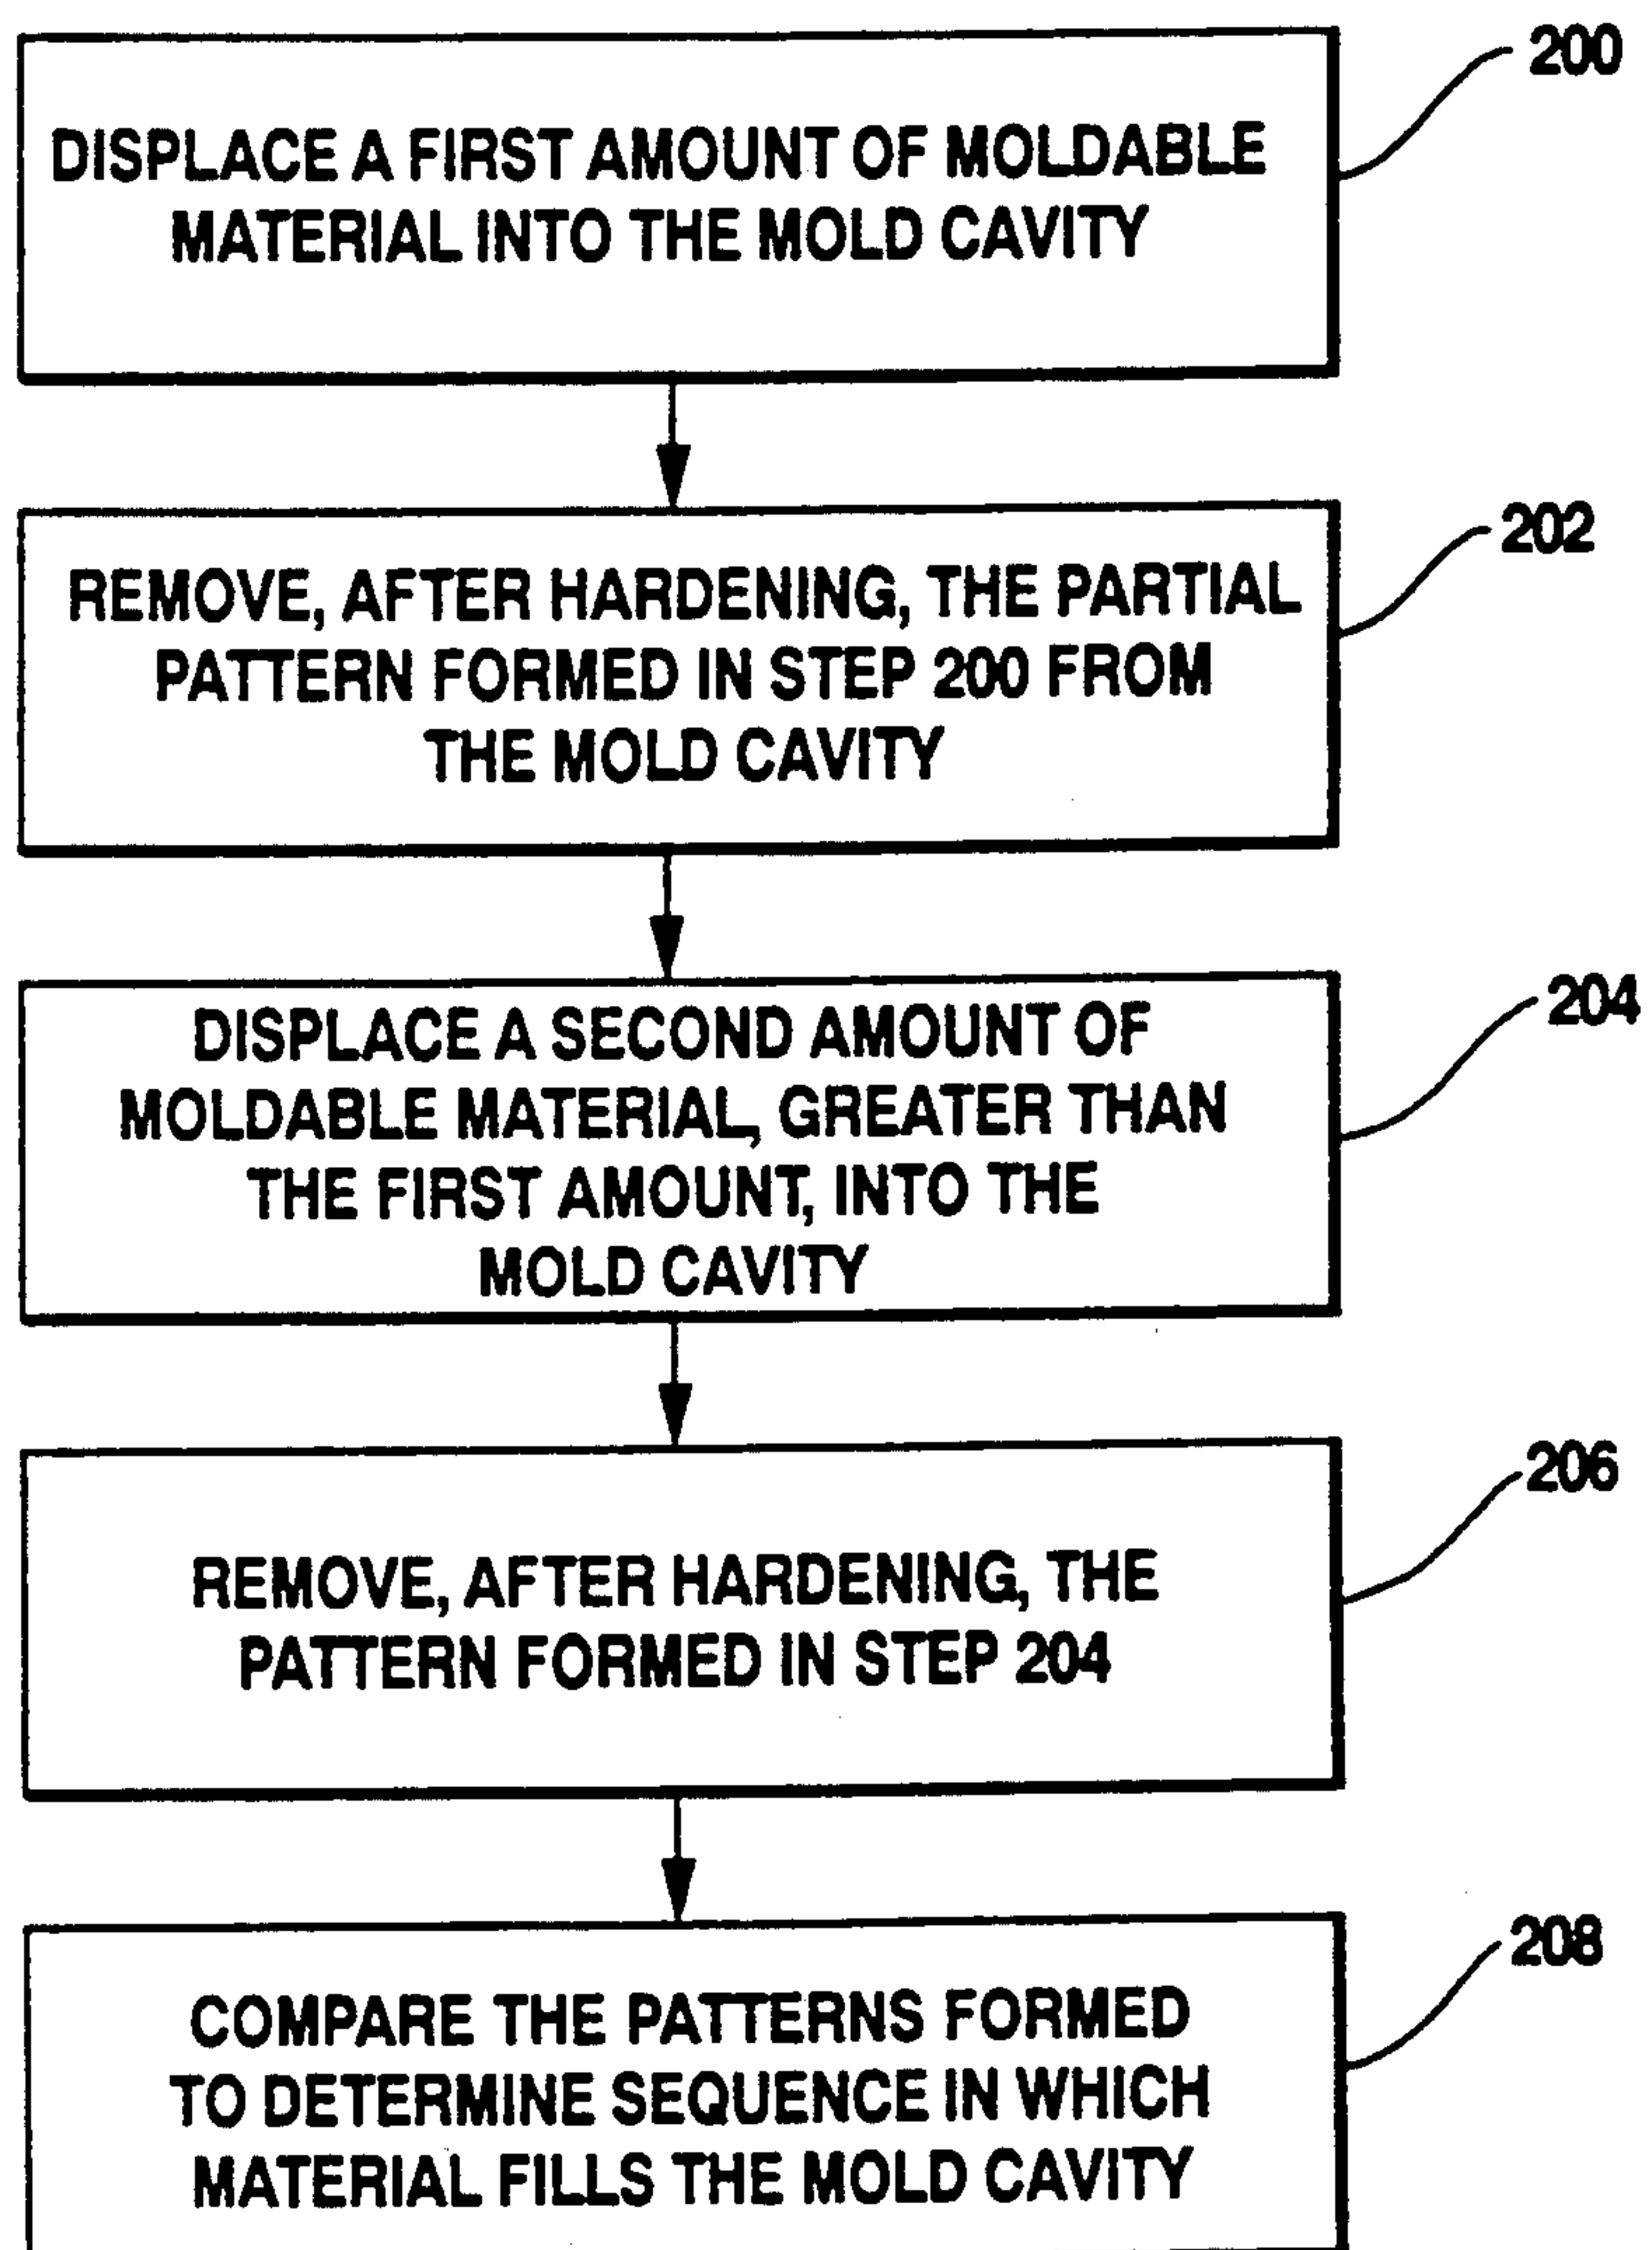 200
DISPLACE A FIRST AMOUNT OF MOLDABLE
MATERIAL INTO THE MOLD CAVITY
202
REMOVE, AFTER HARDENING, THE PARTIAL
PATTERN FORMED IN STEP 200 FROM
THE MOLD CAVITY
204
DISPLACE A SECOND AMOUNT OF
MOLDABLE MATERIAL, GREATER THAN
THE FIRST AMOUNT, INTO THE
MOLD CAVITY
206
REMOVE, AFTER HARDENING, THE
PATTERN FORMED IN STEP 204
208
COMPARE THE PATTERNS FORMED
TO DETERMINE SEQUENCE IN WHICH
MATERIAL FILLS THE MOLD CAVITY